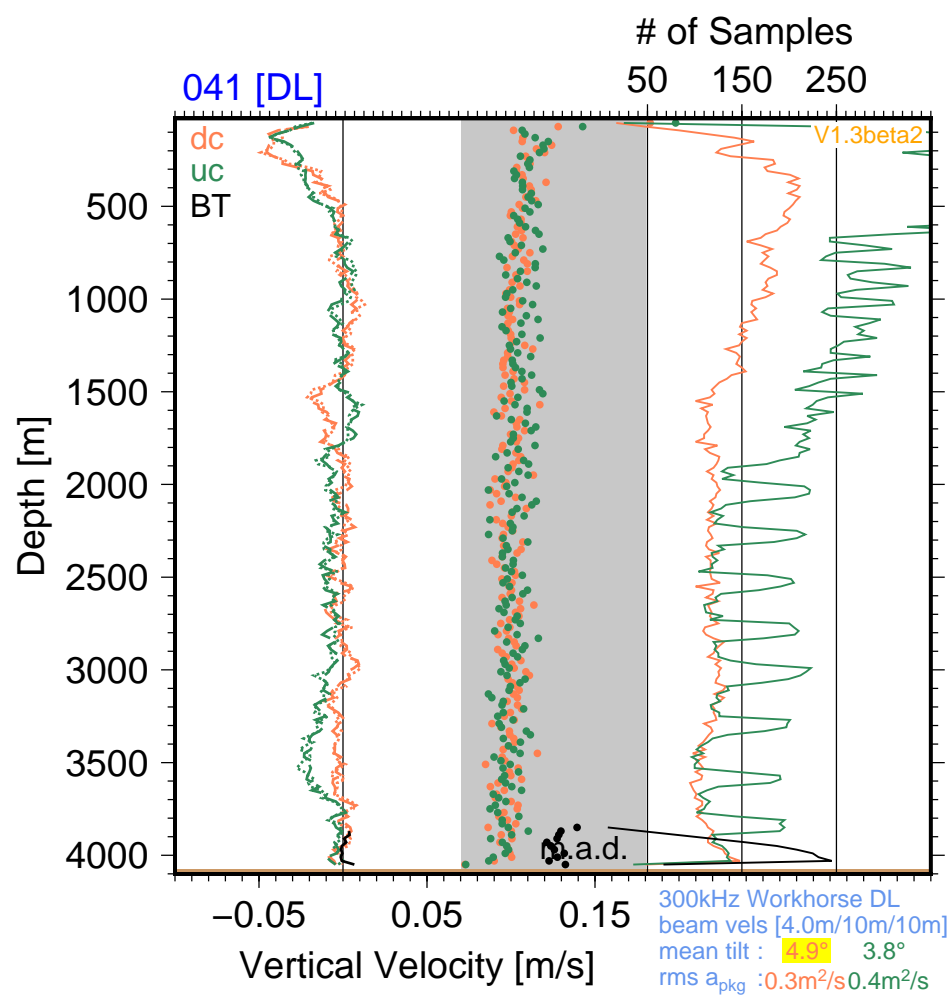 # of Samples
50 150 250
041 [DL]
V1.3beta2
dc
uc
BT
500
1000
1500
2000
2500
3000
3500
4000
Depth [m]
m.a.d.
−0.05 0.05 0.15
Vertical Velocity [m/s]
300kHz Workhorse DL
beam vels [4.0m/10m/10m]
mean tilt : 4.9° 3.8°
rms a_pkg :0.3m²/s 0.4m²/s